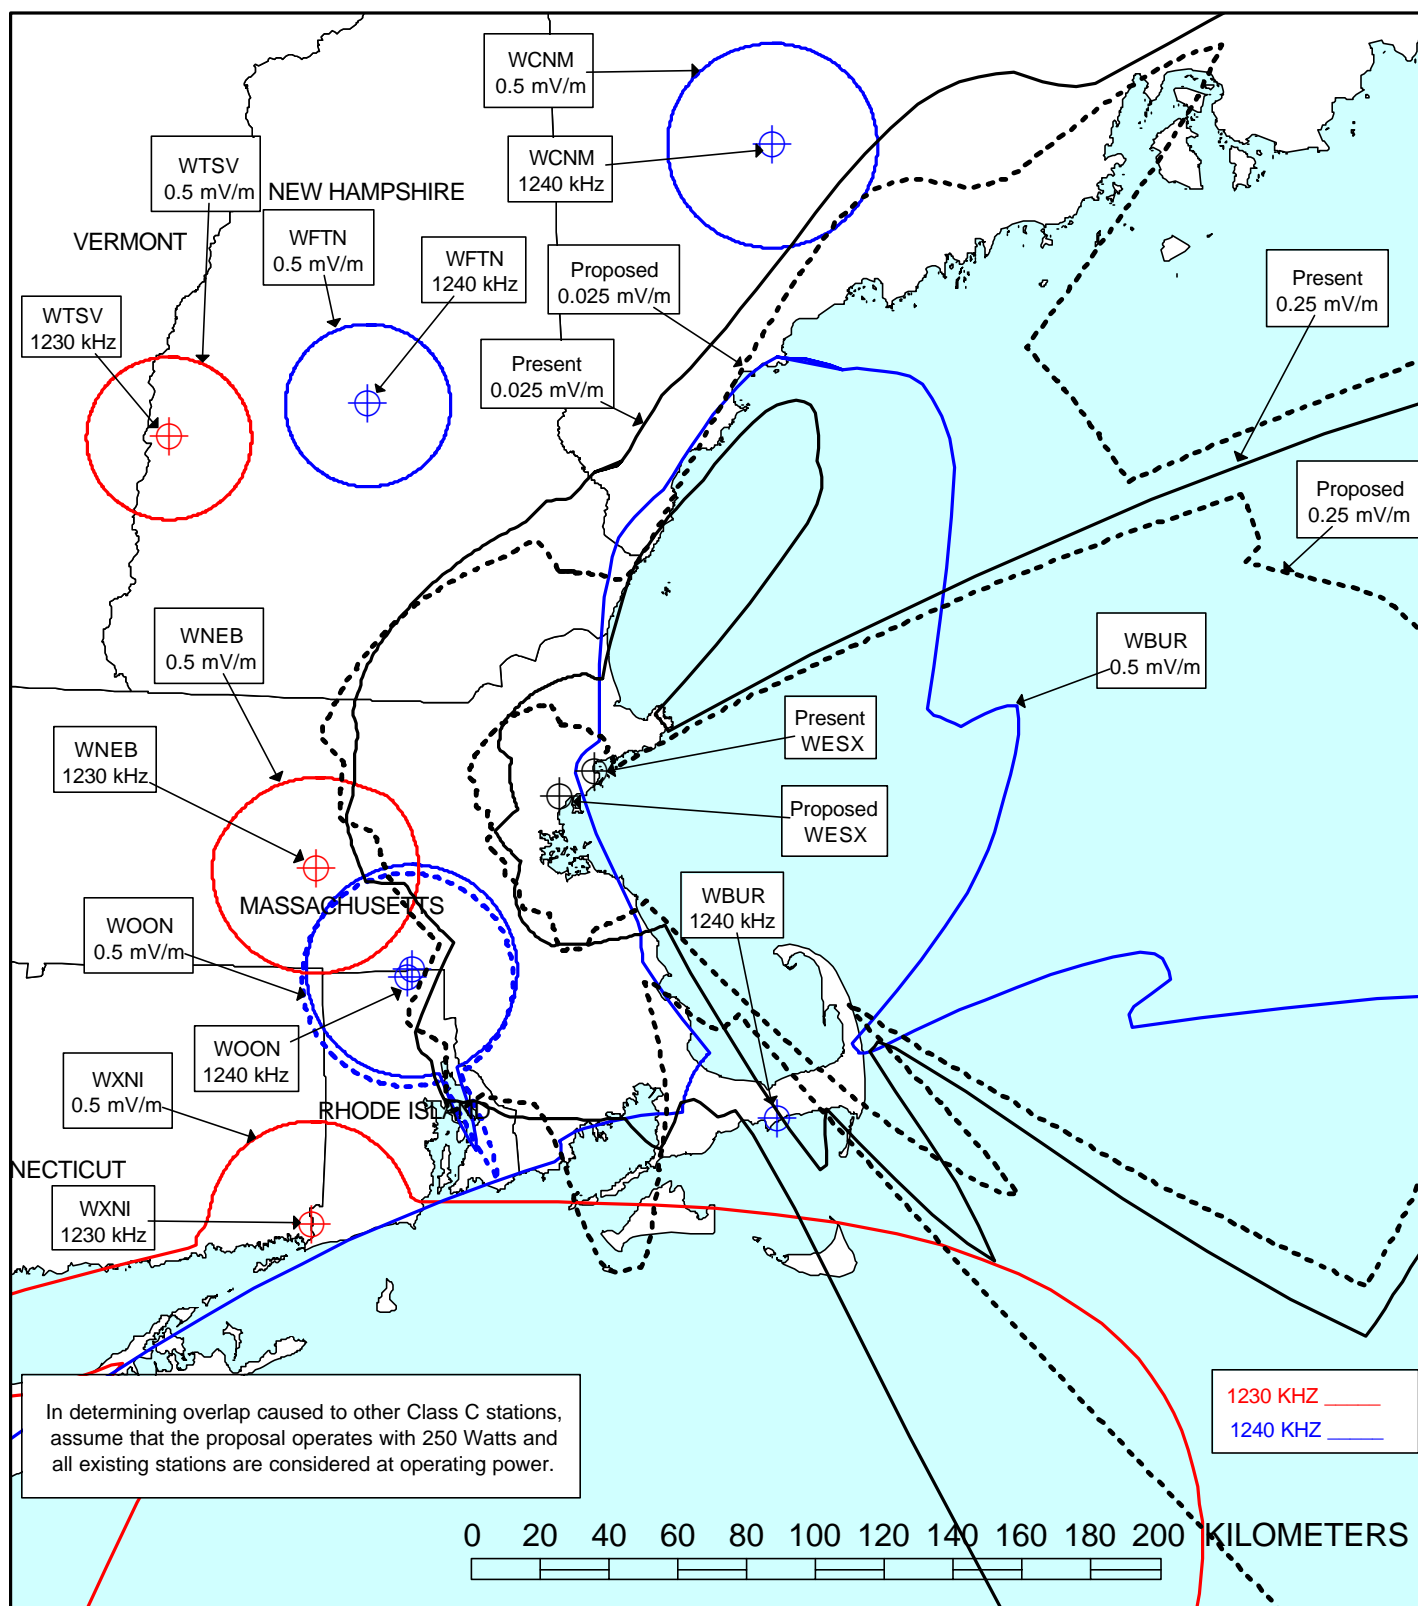 WCNM
0.5 mV/m
WCNM
1240 kHz
WTSV
0.5 mV/m
NEW HAMPSHIRE
VERMONT
WFTN
0.5 mV/m
WFTN
1240 kHz
Proposed
0.025 mV/m
Present
0.25 mV/m
WTSV
1230 kHz
Present
0.025 mV/m
Proposed
0.25 mV/m
WNEB
0.5 mV/m
WBUR
0.5 mV/m
Present
WESX
WNEB
1230 kHz
Proposed
WESX
WBUR
1240 kHz
MASSACHUSETTS
WOON
0.5 mV/m
WOON
1240 kHz
WXNI
0.5 mV/m
RHODE ISLAND
NECTICUT
WXNI
1230 kHz
In determining overlap caused to other Class C stations,
assume that the proposal operates with 250 Watts and
all existing stations are considered at operating power.
1230 KHZ _____
1240 KHZ _____
0 20 40 60 80 100 120 140 160 180 200 KILOMETERS